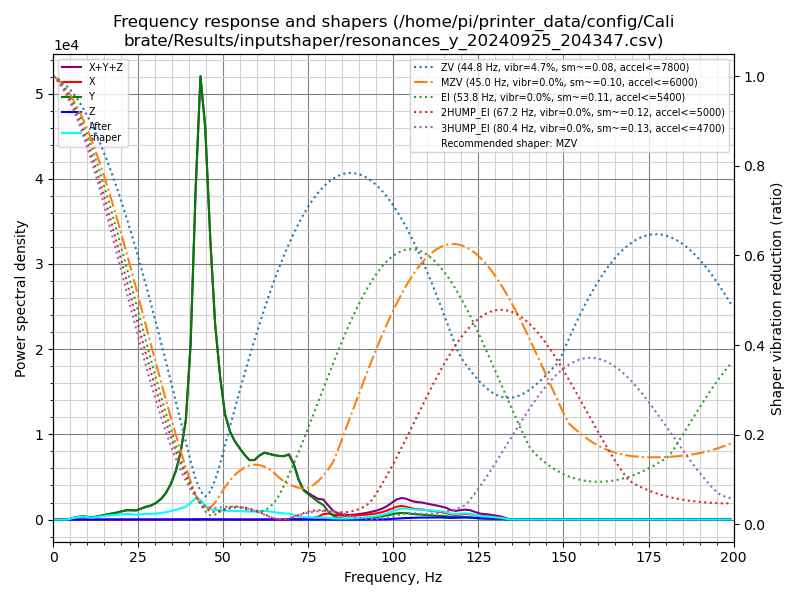 Frequency response and shapers (/home/pi/printer_data/config/Cali
brate/Results/inputshaper/resonances_y_20240925_204347.csv)
1e4
X+Y+Z
X
Y
Z
After
shaper
ZV (44.8 Hz, vibr=4.7%, sm~=0.08, accel<=7800)
MZV (45.0 Hz, vibr=0.0%, sm~=0.10, accel<=6000)
EI (53.8 Hz, vibr=0.0%, sm~=0.11, accel<=5400)
2HUMP_EI (67.2 Hz, vibr=0.0%, sm~=0.12, accel<=5000)
3HUMP_EI (80.4 Hz, vibr=0.0%, sm~=0.13, accel<=4700)
Recommended shaper: MZV
Power spectral density
5
4
3
2
1
0
1.0
0.8
0.6
0.4
0.2
0.0
Shaper vibration reduction (ratio)
0 25 50 75 100 125 150 175 200
Frequency, Hz